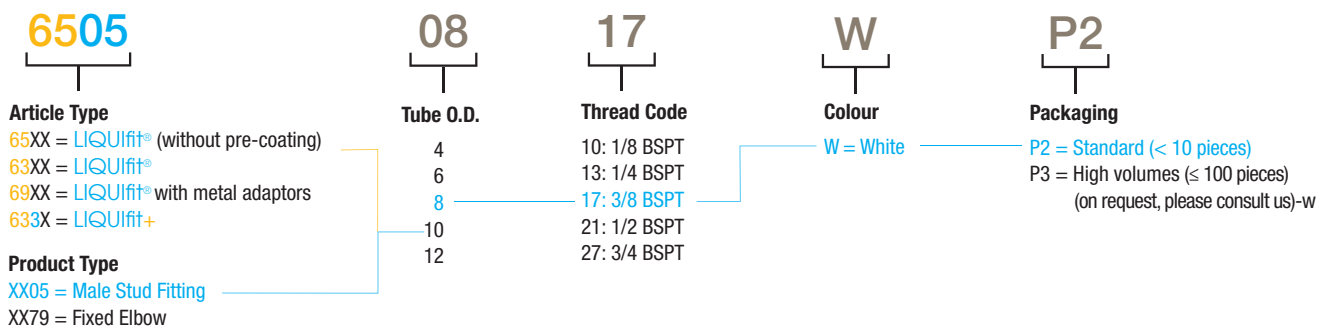 6505 08 17 W P2
Article Type
65XX = LIQUIfit® (without pre-coating)
63XX = LIQUIfit®
69XX = LIQUIfit® with metal adaptors
633X = LIQUIfit+
Product Type
XX05 = Male Stud Fitting
XX79 = Fixed Elbow
Tube O.D.
4
6
8
10
12
Thread Code
10: 1/8 BSPT
13: 1/4 BSPT
17: 3/8 BSPT
21: 1/2 BSPT
27: 3/4 BSPT
Colour
W = White
Packaging
P2 = Standard (< 10 pieces)
P3 = High volumes (≤ 100 pieces)
(on request, please consult us)-w